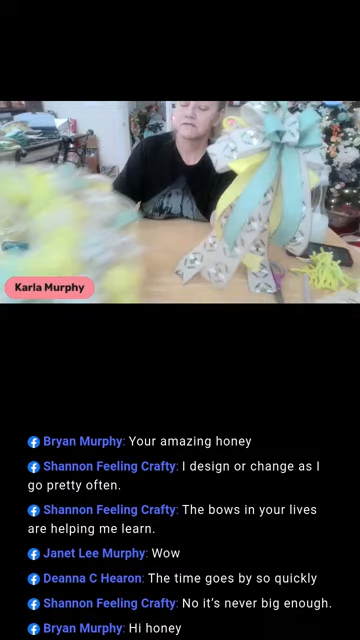 Karla Murphy
Bryan Murphy: Your amazing honey
Shannon Feeling Crafty: I design or change as I
go pretty often.
Shannon Feeling Crafty: The bows in your lives
are helping me learn.
Janet Lee Murphy: Wow
Deanna C Hearon: The time goes by so quickly
Shannon Feeling Crafty: No it's never big enough.
Bryan Murphy: Hi honey